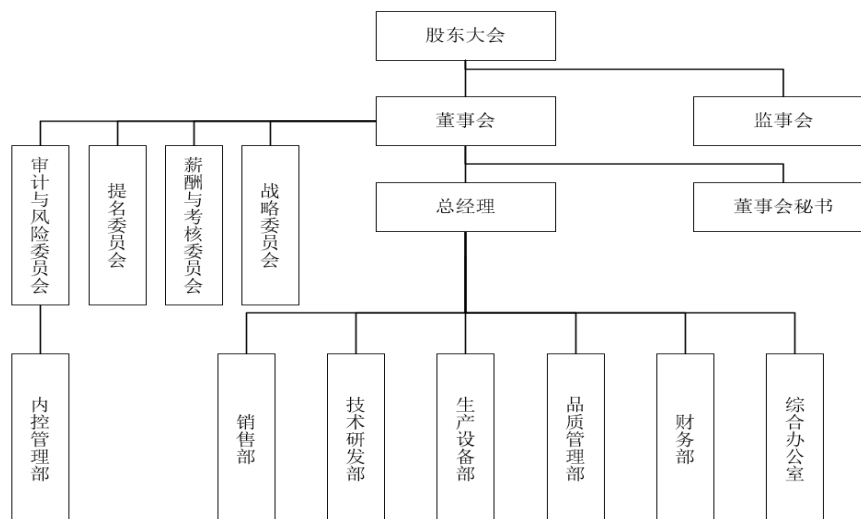 股东大会
董事会
监事会
审计与风险委员会
提名委员会
薪酬与考核委员会
战略委员会
总经理
董事会秘书
内控管理部
销售部
技术研发部
生产设备部
品质管理部
财务部
综合办公室